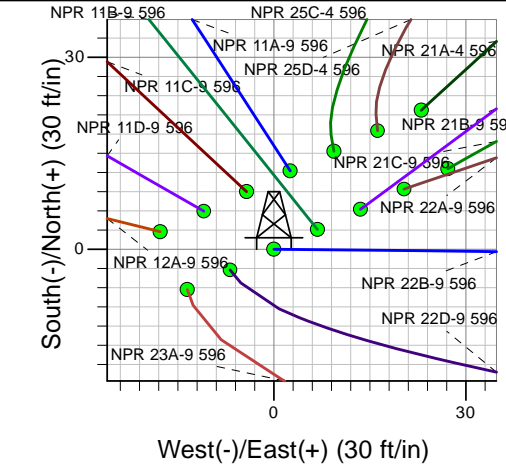 NPR 11B-9 596
NPR 25C-4 596
NPR 11A-9 596
NPR 21A-4 596
NPR 25D-4 596
NPR 11C-9 596
NPR 11D-9 596
NPR 21B-9 59
NPR 21C-9 596
NPR 22A-9 596
NPR 12A-9 596
NPR 22B-9 596
NPR 22D-9 596
NPR 23A-9 596
30
0
South(-)/North(+) (30 ft/in)
0
30
West(-)/East(+) (30 ft/in)